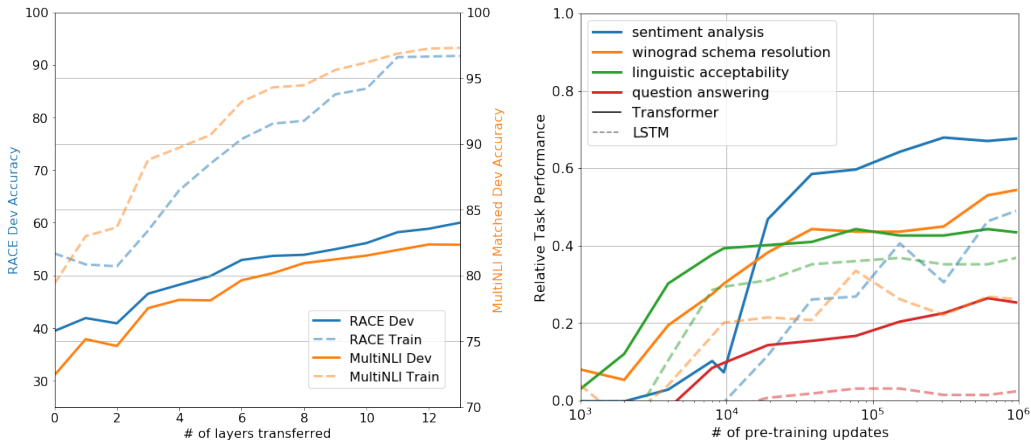 100
90
80
70
60
50
40
30
RACE Dev Accuracy
0 2 4 6 8 10 12
# of layers transferred
100
95
90
85
80
75
70
MultiNLI Matched Dev Accuracy
RACE Dev
RACE Train
MultiNLI Dev
MultiNLI Train
1.0
0.8
0.6
0.4
0.2
0.0
Relative Task Performance
sentiment analysis
winograd schema resolution
linguistic acceptability
question answering
Transformer
LSTM
10³ 10⁴ 10⁵ 10⁶
# of pre-training updates